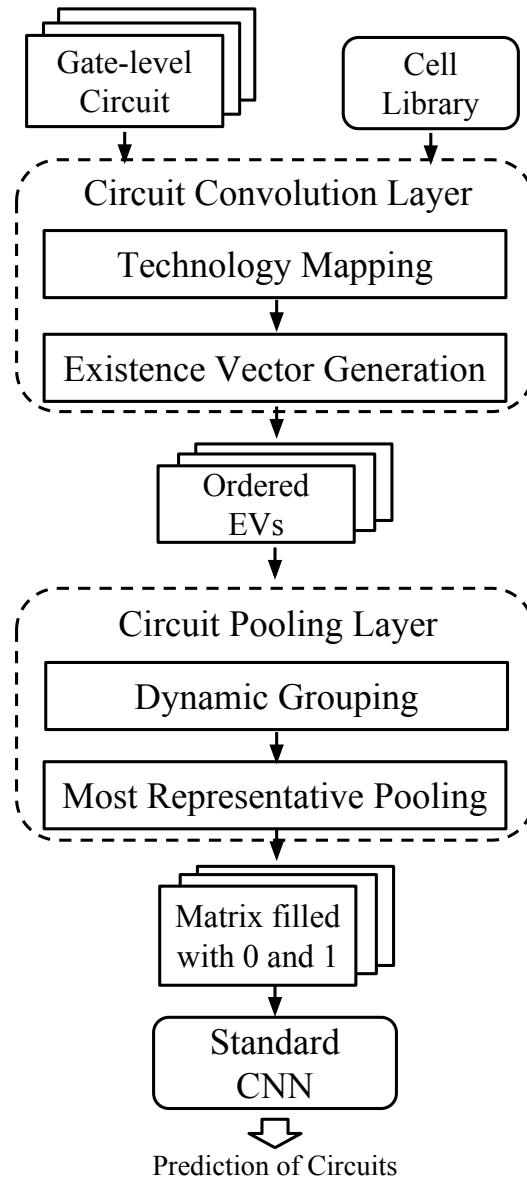 Gate-level
Circuit
Cell
Library
Circuit Convolution Layer
Technology Mapping
Existence Vector Generation
Ordered
EVs
Circuit Pooling Layer
Dynamic Grouping
Most Representative Pooling
Matrix filled
with 0 and 1
Standard
CNN
Prediction of Circuits